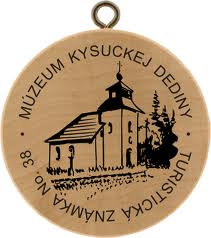 MÚZEUM KYSUCKEJ DEDINY
TURISTICKÁ ZNÁMKA No. 38